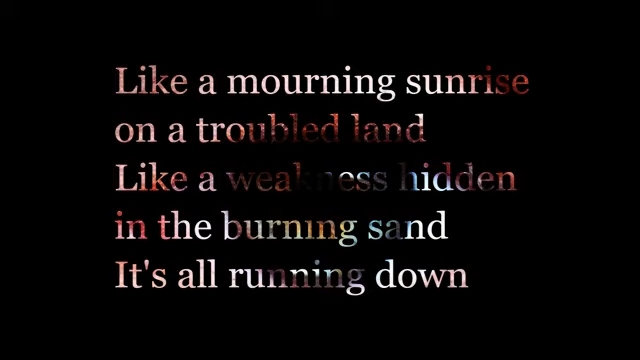 Like a mourning sunrise
on a troubled land
Like a weakness hidden
in the burning sand
It's all running down